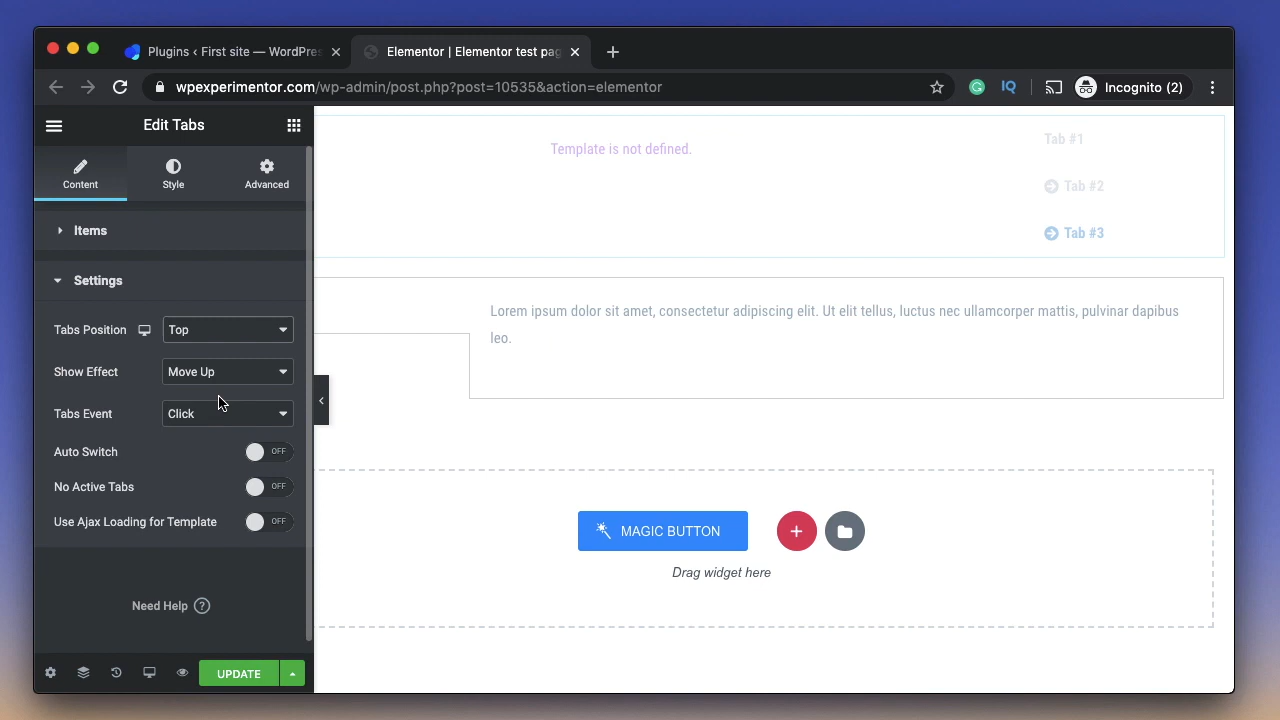 Plugins ‹ First site — WordPre
Elementor | Elementor test pag
wpexperimentor.com/wp-admin/post.php?post=10535&action=elementor
IQ
Incognito (2)
Edit Tabs
Content
Style
Advanced
Items
Settings
Tabs Position
Top
Show Effect
Move Up
Tabs Event
Click
Auto Switch
OFF
No Active Tabs
OFF
Use Ajax Loading for Template
OFF
Need Help ?
UPDATE
Template is not defined.
Tab #1
Tab #2
Tab #3
Lorem ipsum dolor sit amet, consectetur adipiscing elit. Ut elit tellus, luctus nec ullamcorper mattis, pulvinar dapibus
leo.
MAGIC BUTTON
Drag widget here